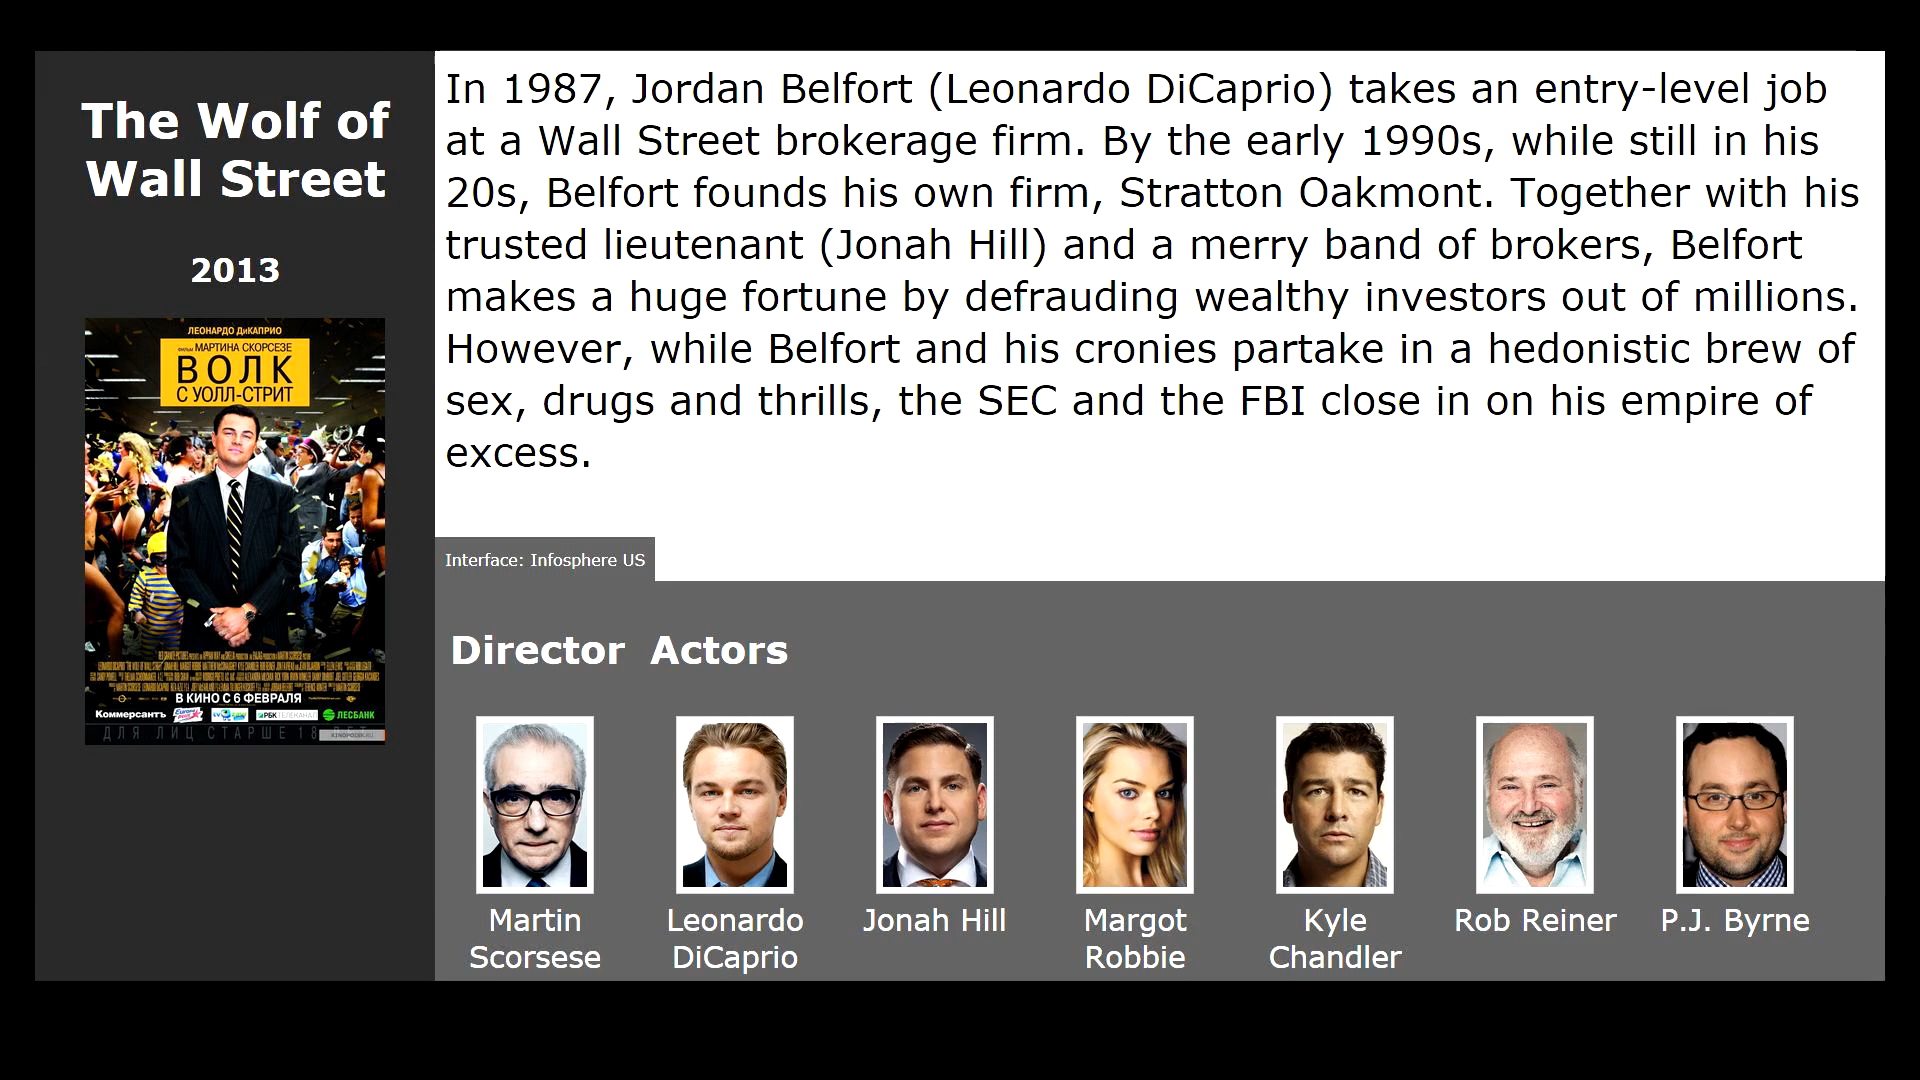 The Wolf of
Wall Street
2013
ЛЕОНАРДО ДиКАПРИО
ФИЛЬМ МАРТИНА СКОРСЕЗЕ
ВОЛК
С УОЛЛ-СТРИТ
В КИНО С 6 ФЕВРАЛЯ
Коммерсантъ
РБК ТЕЛЕКАНАЛ
ЛЕСБАНК
ДЛЯ ЛИЦ СТАРШЕ 18 ЛЕТ
KINOPOISK.RU
In 1987, Jordan Belfort (Leonardo DiCaprio) takes an entry-level job
at a Wall Street brokerage firm. By the early 1990s, while still in his
20s, Belfort founds his own firm, Stratton Oakmont. Together with his
trusted lieutenant (Jonah Hill) and a merry band of brokers, Belfort
makes a huge fortune by defrauding wealthy investors out of millions.
However, while Belfort and his cronies partake in a hedonistic brew of
sex, drugs and thrills, the SEC and the FBI close in on his empire of
excess.
Interface: Infosphere US
Director Actors
Martin
Scorsese
Leonardo
DiCaprio
Jonah Hill
Margot
Robbie
Kyle
Chandler
Rob Reiner
P.J. Byrne